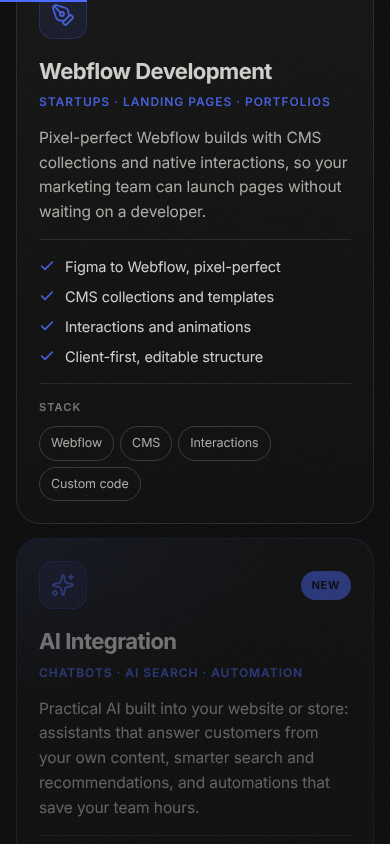 Webflow Development
STARTUPS · LANDING PAGES · PORTFOLIOS
Pixel-perfect Webflow builds with CMS
collections and native interactions, so your
marketing team can launch pages without
waiting on a developer.
Figma to Webflow, pixel-perfect
CMS collections and templates
Interactions and animations
Client-first, editable structure
STACK
Webflow CMS Interactions
Custom code
NEW
AI Integration
CHATBOTS · AI SEARCH · AUTOMATION
Practical AI built into your website or store:
assistants that answer customers from
your own content, smarter search and
recommendations, and automations that
save your team hours.